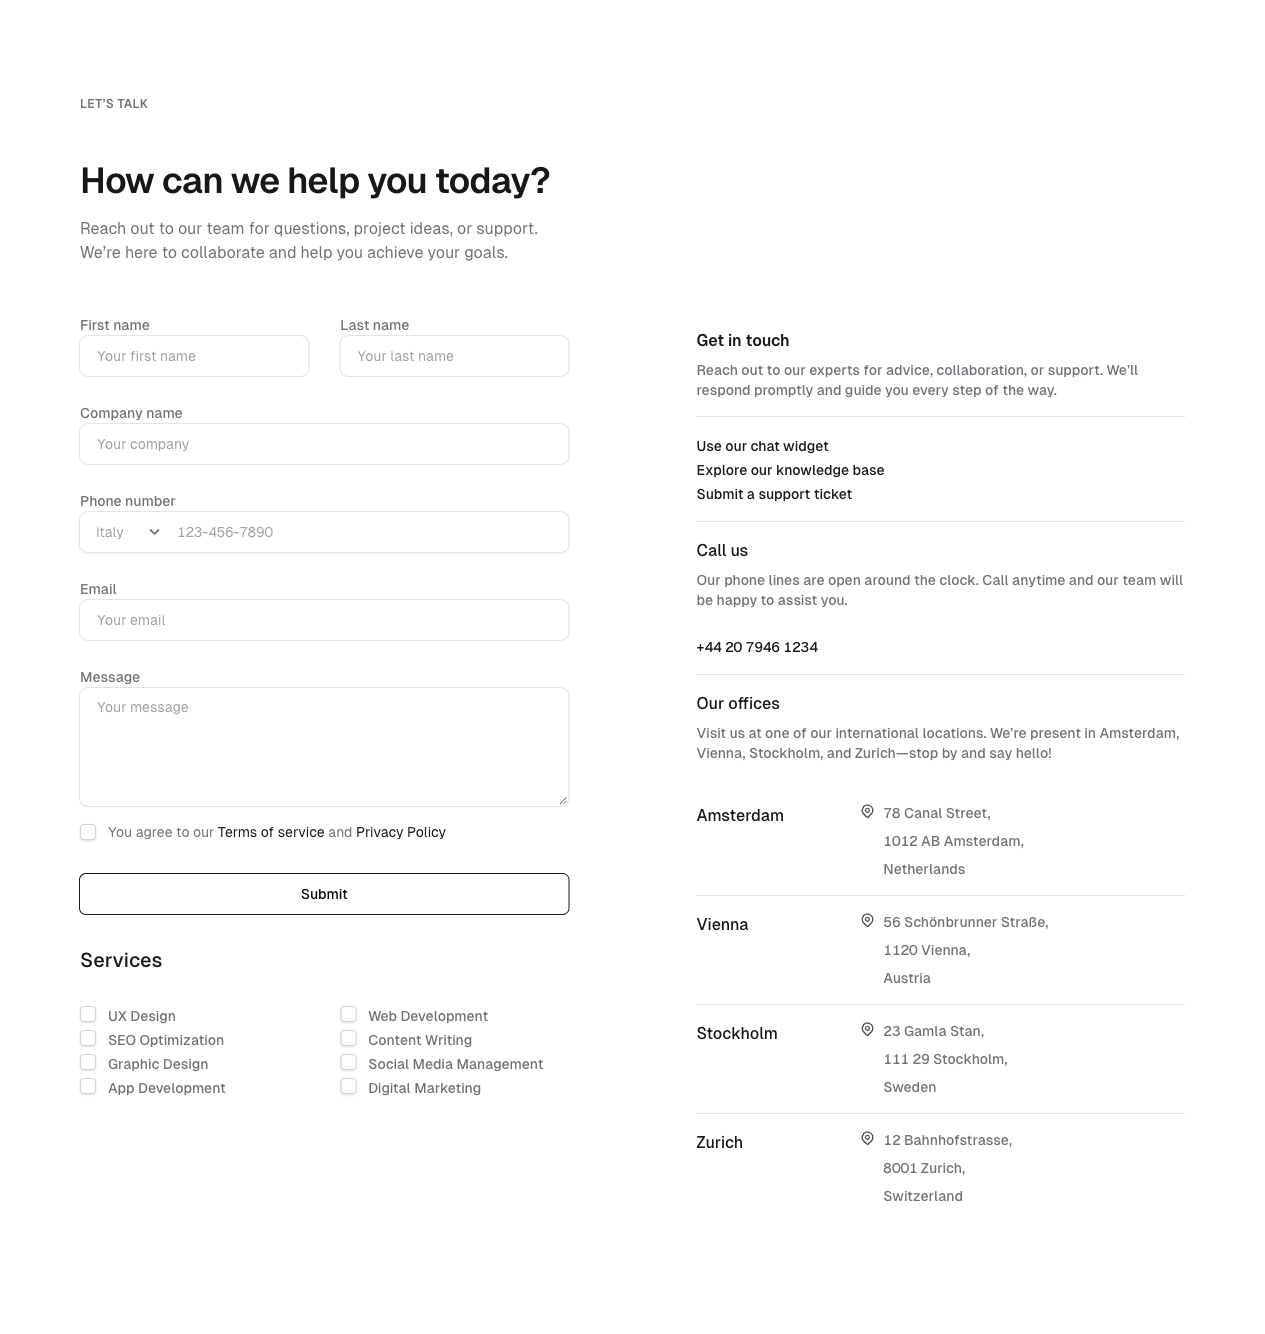 LET’S TALK
How can we help you today?
Reach out to our team for questions, project ideas, or support.
We’re here to collaborate and help you achieve your goals.
First name
Last name
Your first name
Your last name
Company name
Your company
Phone number
Italy
123-456-7890
Email
Your email
Message
Your message
You agree to our Terms of service and Privacy Policy
Submit
Services
UX Design
SEO Optimization
Graphic Design
App Development
Web Development
Content Writing
Social Media Management
Digital Marketing
Get in touch
Reach out to our experts for advice, collaboration, or support. We’ll
respond promptly and guide you every step of the way.
Use our chat widget
Explore our knowledge base
Submit a support ticket
Call us
Our phone lines are open around the clock. Call anytime and our team will
be happy to assist you.
+44 20 7946 1234
Our offices
Visit us at one of our international locations. We’re present in Amsterdam,
Vienna, Stockholm, and Zurich—stop by and say hello!
Amsterdam
78 Canal Street,
1012 AB Amsterdam,
Netherlands
Vienna
56 Schönbrunner Straße,
1120 Vienna,
Austria
Stockholm
23 Gamla Stan,
111 29 Stockholm,
Sweden
Zurich
12 Bahnhofstrasse,
8001 Zurich,
Switzerland